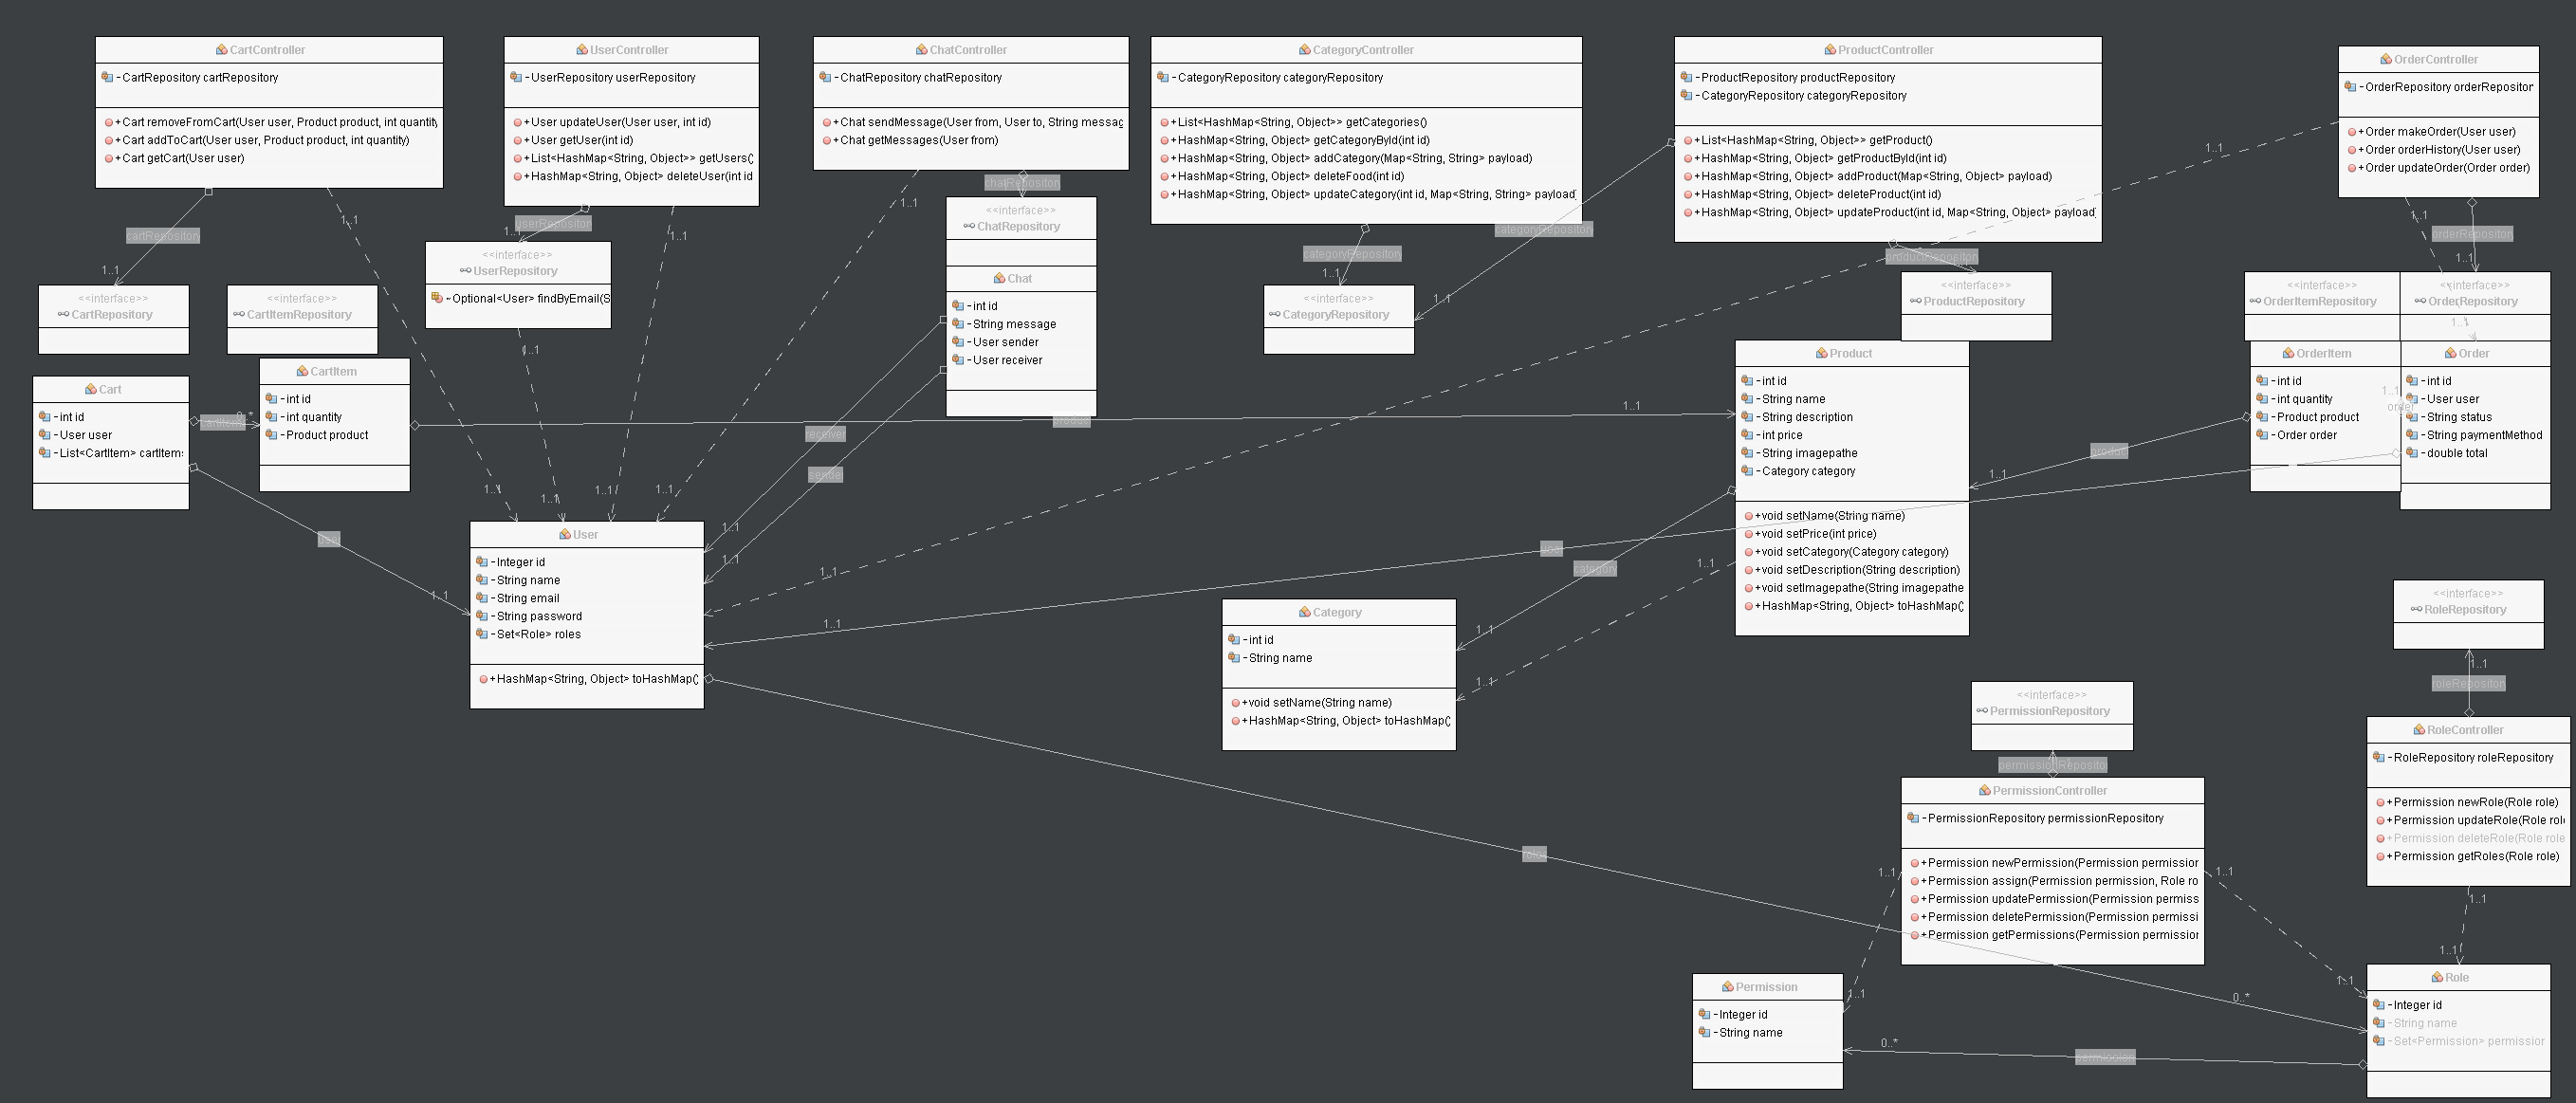 CartController
-CartRepository cartRepository
+Cart removeFromCart(User user, Product product, int quantity
+Cart addToCart(User user, Product product, int quantity)
+Cart getCart(User user)
UserController
-UserRepository userRepository
+User updateUser(User user, int id)
+User getUser(int id)
+List<HashMap<String, Object>> getUsers()
+HashMap<String, Object> deleteUser(int id
ChatController
-ChatRepository chatRepository
+Chat sendMessage(User from, User to, String messag
+Chat getMessages(User from)
CategoryController
-CategoryRepository categoryRepository
+List<HashMap<String, Object>> getCategories()
+HashMap<String, Object> getCategoryById(int id)
+HashMap<String, Object> addCategory(Map<String, String> payload)
+HashMap<String, Object> deleteFood(int id)
+HashMap<String, Object> updateCategory(int id, Map<String, String> payload
ProductController
-ProductRepository productRepository
-CategoryRepository categoryRepository
+List<HashMap<String, Object>> getProduct()
+HashMap<String, Object> getProductById(int id)
+HashMap<String, Object> addProduct(Map<String, Object> payload)
+HashMap<String, Object> deleteProduct(int id)
+HashMap<String, Object> updateProduct(int id, Map<String, Object> payload
OrderController
-OrderRepository orderRepositor
+Order makeOrder(User user)
+Order orderHistory(User user)
+Order updateOrder(Order order)
cartRepository
1..1
userRepository
1..1
chatRepository
categoryRepository
1..1
categoryRepository
1..1
productRepository
orderRepository
1..1
1..1
1..1
1..1
1..1
1..1
<<interface>>
CartRepository
<<interface>>
CartItemRepository
<<interface>>
UserRepository
~Optional<User> findByEmail(S
<<interface>>
ChatRepository
<<interface>>
CategoryRepository
<<interface>>
ProductRepository
<<interface>>
OrderItemRepository
<<interface>>
OrderRepository
1..1
1..1
Cart
-int id
-User user
-List<CartItem> cartItems
cartItems
0..*
CartItem
-int id
-int quantity
-Product product
product
1..1
Chat
-int id
-String message
-User sender
-User receiver
receiver
sender
Product
-int id
-String name
-String description
-int price
-String imagepathe
-Category category
+void setName(String name)
+void setPrice(int price)
+void setCategory(Category category)
+void setDescription(String description)
+void setImagepathe(String imagepathe
+HashMap<String, Object> toHashMap()
OrderItem
-int id
-int quantity
-Product product
-Order order
1..1
order
Order
-int id
-User user
-String status
-String paymentMethod
-double total
product
1..1
1..1
1..1
1..1
1..1
user
1..1
1..1
1..1
1..1
user
1..1
User
-Integer id
-String name
-String email
-String password
-Set<Role> roles
+HashMap<String, Object> toHashMap()
category
1..1
1..1
1..1
Category
-int id
-String name
+void setName(String name)
+HashMap<String, Object> toHashMap()
<<interface>>
RoleRepository
1..1
roleRepository
<<interface>>
PermissionRepository
permissionRepository
RoleController
-RoleRepository roleRepository
+Permission newRole(Role role)
+Permission updateRole(Role role
+Permission deleteRole(Role role
+Permission getRoles(Role role)
PermissionController
-PermissionRepository permissionRepository
+Permission newPermission(Permission permission
+Permission assign(Permission permission, Role ro
+Permission updatePermission(Permission permiss
+Permission deletePermission(Permission permissi
+Permission getPermissions(Permission permission
roles
0..*
1..1
1..1
1..1
1..1
1..1
1..1
Permission
-Integer id
-String name
0..*
permission
Role
-Integer id
-String name
-Set<Permission> permission